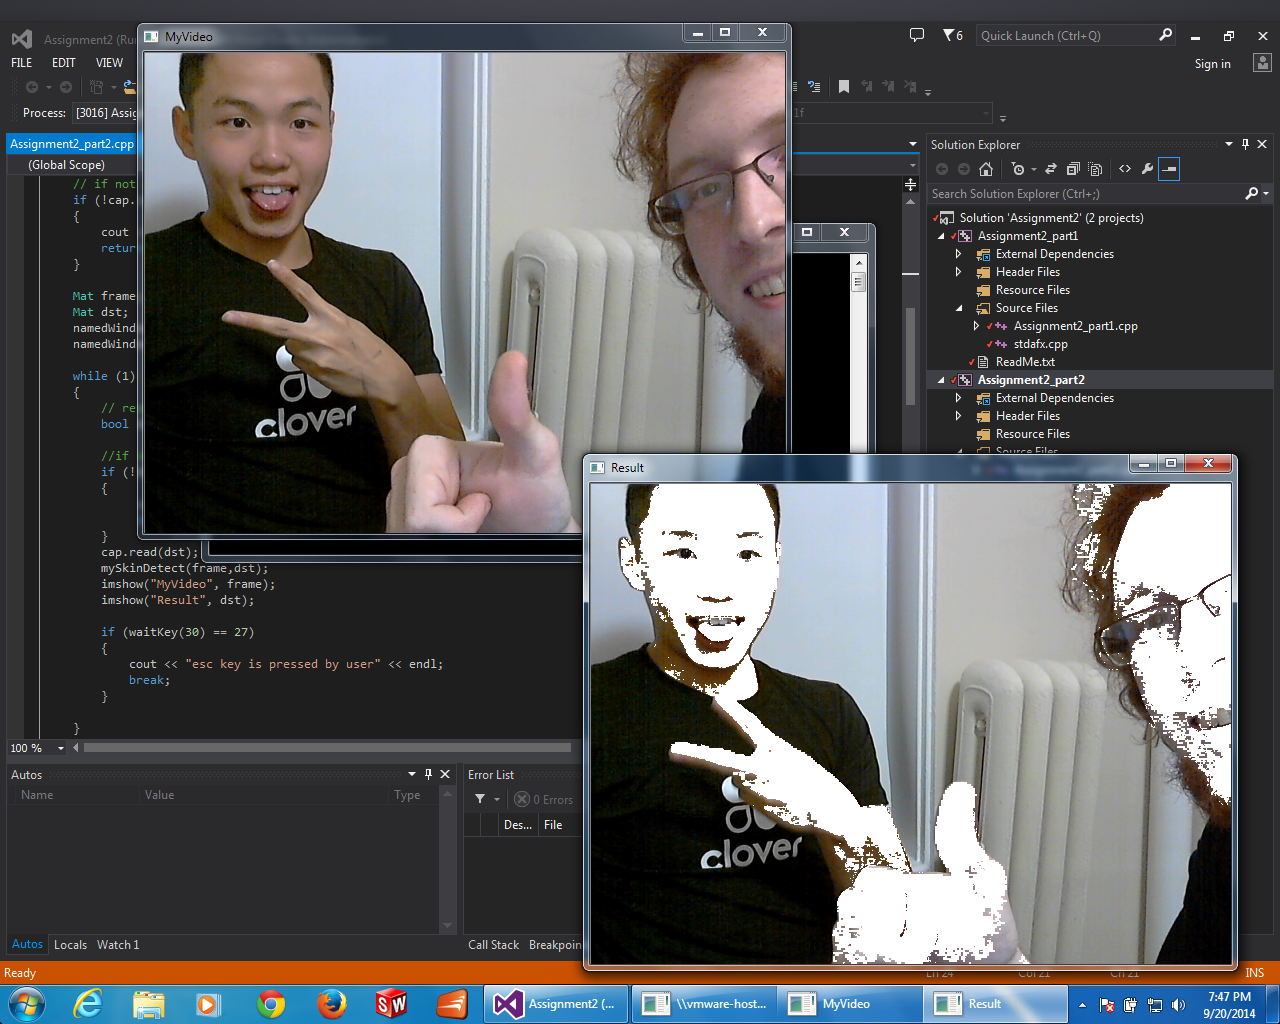 MyVideo
Assignment2 (Ru
6
Quick Launch (Ctrl+Q)
FILE
EDIT
VIEW
Sign in
Process:
[3016] Assig
Assignment2_part2.cpp
(Global Scope)
// if not
if (!cap.
{
cout
return
}
Mat frame
Mat dst;
namedWind
namedWind
while (1)
{
// re
bool
//if
if (!
{
}
cap.read(dst);
mySkinDetect(frame,dst);
imshow("MyVideo", frame);
imshow("Result", dst);
if (waitKey(30) == 27)
{
cout << "esc key is pressed by user" << endl;
break;
}
}
100 %
clover
Solution Explorer
Search Solution Explorer (Ctrl+;)
Solution 'Assignment2' (2 projects)
Assignment2_part1
External Dependencies
Header Files
Resource Files
Source Files
Assignment2_part1.cpp
stdafx.cpp
ReadMe.txt
Assignment2_part2
External Dependencies
Header Files
Resource Files
Source Files
Result
clover
Autos
Name
Value
Type
Autos
Locals
Watch 1
Error List
0 Errors
Des...
File
Call Stack
Breakpoin
Ready
Ln 24
Col 21
Ch 21
INS
Assignment2 (...
\\vmware-host...
MyVideo
Result
7:47 PM
9/20/2014